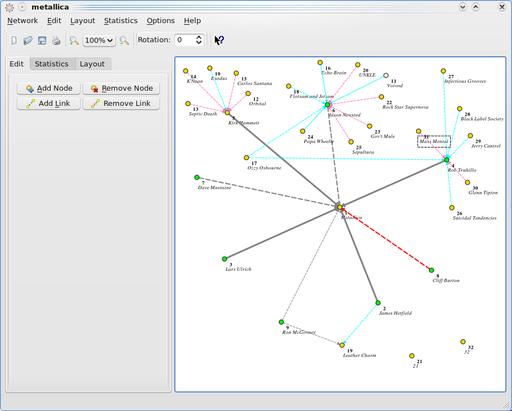 metallica
Network Edit Layout Statistics Options Help
100% Rotation: 0
Edit Statistics Layout
Add Node Remove Node
Add Link Remove Link
16
Echo Brain
20
UNKLE
11
Voivod
27
Infectious Grooves
14
K'Noon
10
Exodus
15
Carlos Santana
12
Orbital
13
Septic Death
Kirk Hammett
18
Flotsam and Jetsam
22
Rock Star Supernova
Jason Newsted
28
Black Label Society
23
Gov't Mule
24
Papa Wheelie
25
Sepultura
31
Mass Mental
29
Jerry Cantrel
17
Ozzy Osbourne
4
Rob Trukillo
30
Glenn Tipton
7
Dave Mustaine
26
Suicidal Tendancies
Metallica
3
Lars Ulrich
8
Cliff Burton
2
James Hetfield
9
Ron McGovney
19
Leather Charm
21
21
32
32